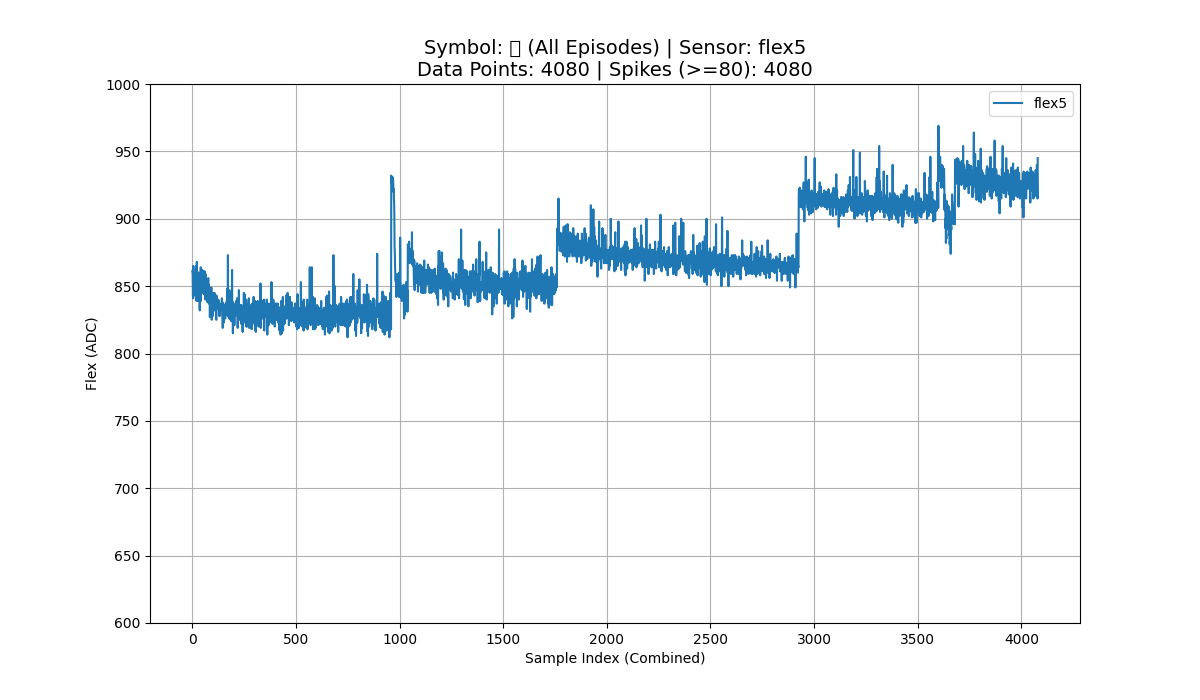 Symbol: (All Episodes) | Sensor: flex5
Data Points: 4080 | Spikes (>=80): 4080
flex5
Flex (ADC)
1000
950
900
850
800
750
700
650
600
0 500 1000 1500 2000 2500 3000 3500 4000
Sample Index (Combined)